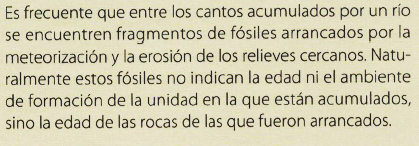 Es frecuente que entre los cantos acumulados por un río
se encuentren fragmentos de fósiles arrancados por la
meteorización y la erosión de los relieves cercanos. Natu-
ralmente estos fósiles no indican la edad ni el ambiente
de formación de la unidad en la que están acumulados,
sino la edad de las rocas de las que fueron arrancados.